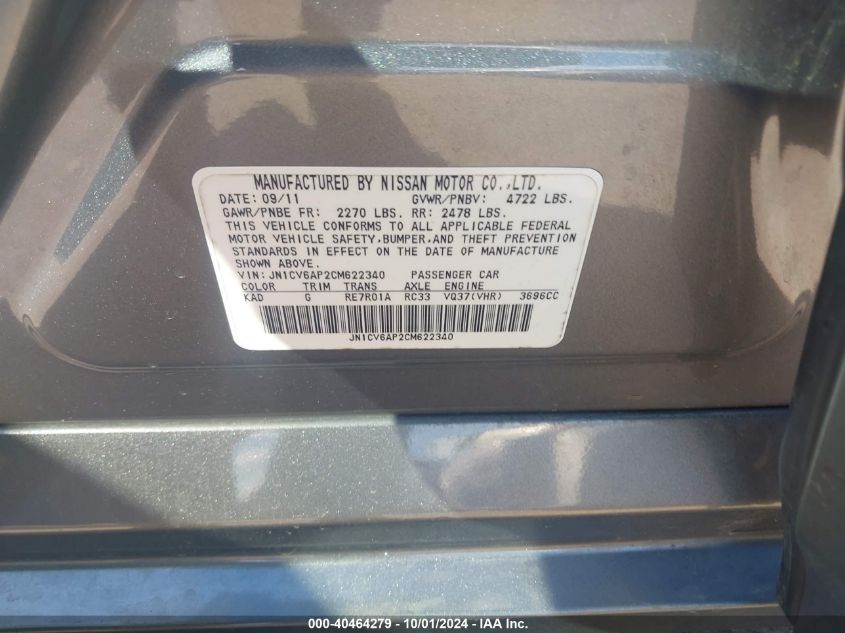 MANUFACTURED BY NISSAN MOTOR CO.,LTD.
DATE: 09/11 GVWR/PNBV: 4722 LBS.
GAWR/PNBE FR: 2270 LBS. RR: 2478 LBS.
THIS VEHICLE CONFORMS TO ALL APPLICABLE FEDERAL
MOTOR VEHICLE SAFETY,BUMPER,AND THEFT PREVENTION
STANDARDS IN EFFECT ON THE DATE OF MANUFACTURE
SHOWN ABOVE.
VIN: JN1CV6AP2CM622340 PASSENGER CAR
COLOR TRIM TRANS AXLE ENGINE
KAD G RE7R01A RC33 VQ37(VHR) 3696CC
JN1CV6AP2CM622340
000-40464279 - 10/01/2024 - IAA Inc.